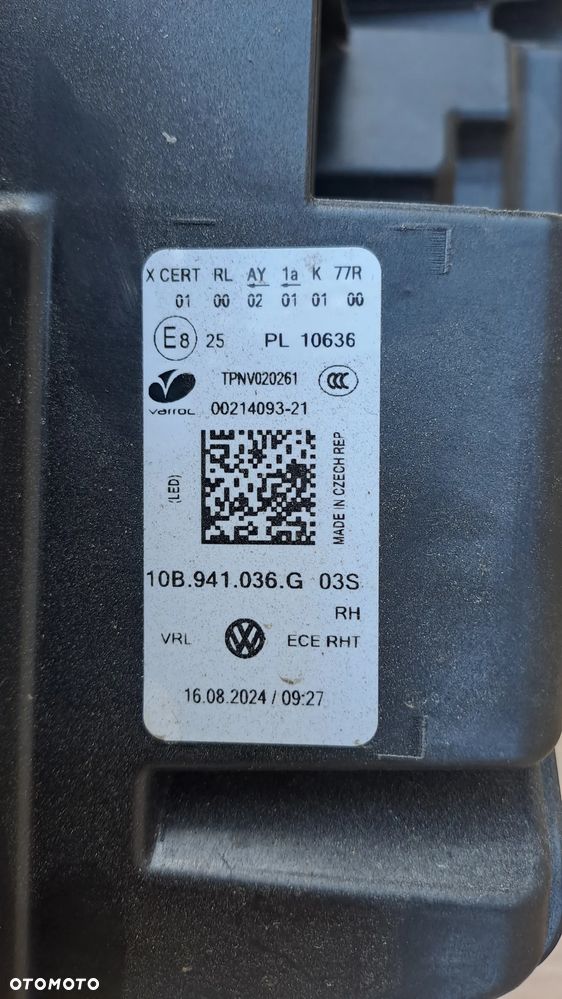 X CERT RL AY 1a K 77R
01 00 02 01 01 00
E8 25 PL 10636
TPNV020261 CCC
varroc 00214093-21
(LED)
MADE IN CZECH REP
10B.941.036.G 03S
RH
VRL VW ECE RHT
16.08.2024 / 09:27
OTOMOTO